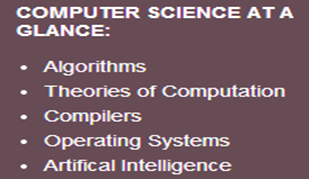 COMPUTER SCIENCE AT A
GLANCE:
• Algorithms
• Theories of Computation
• Compilers
• Operating Systems
• Artifical Intelligence